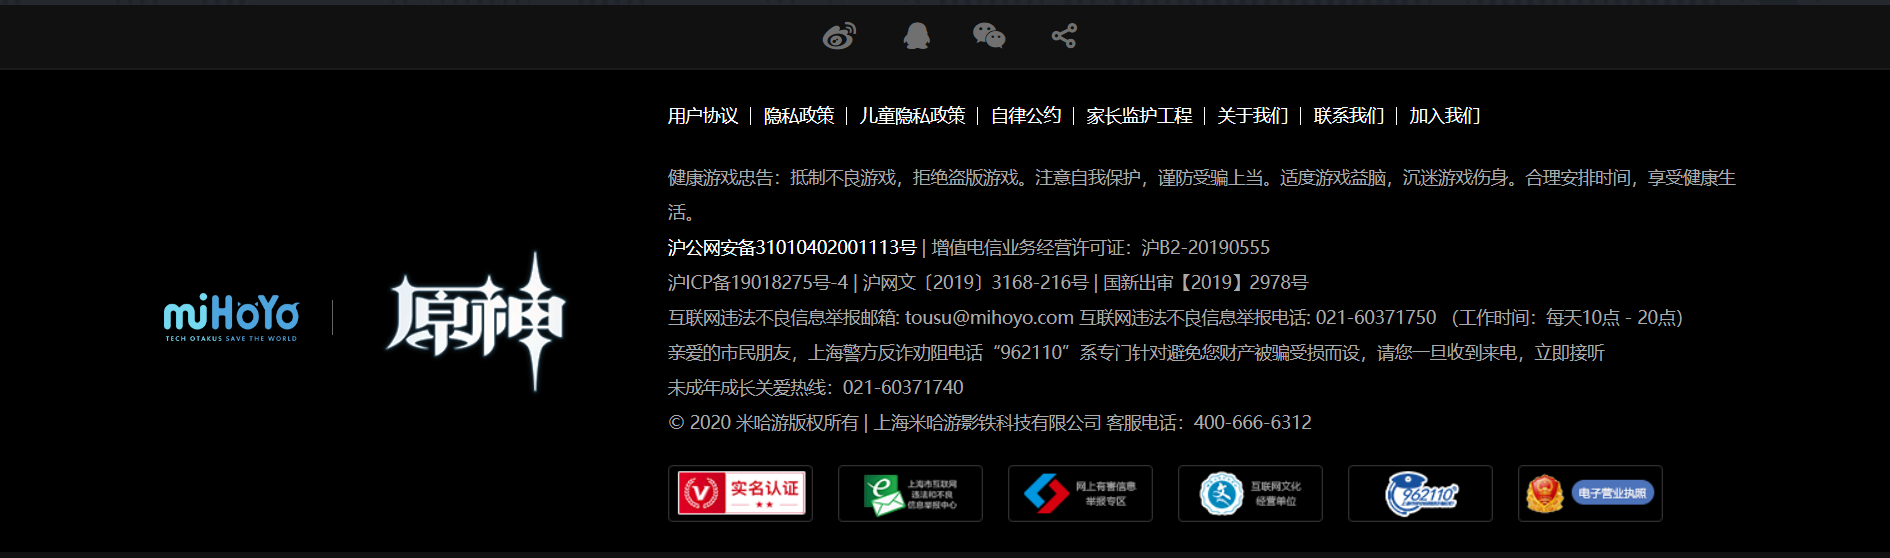 用户协议 | 隐私政策 | 儿童隐私政策 | 自律公约 | 家长监护工程 | 关于我们 | 联系我们 | 加入我们
健康游戏忠告：抵制不良游戏，拒绝盗版游戏。注意自我保护，谨防受骗上当。适度游戏益脑，沉迷游戏伤身。合理安排时间，享受健康生
活。
沪公网安备31010402001113号 | 增值电信业务经营许可证：沪B2-20190555
沪ICP备19018275号-4 | 沪网文〔2019〕3168-216号 | 国新出审【2019】2978号
互联网违法不良信息举报邮箱: tousu@mihoyo.com 互联网违法不良信息举报电话: 021-60371750 （工作时间：每天10点 - 20点）
亲爱的市民朋友，上海警方反诈劝阻电话“962110”系专门针对避免您财产被骗受损而设，请您一旦收到来电，立即接听
未成年成长关爱热线：021-60371740
© 2020 米哈游版权所有 | 上海米哈游影铁科技有限公司 客服电话：400-666-6312
miHoYo
TECH OTAKUS SAVE THE WORLD
原神
实名认证
上海市互联网
违法和不良
信息举报中心
网上有害信息
举报专区
互联网文化
经营单位
962110
电子营业执照